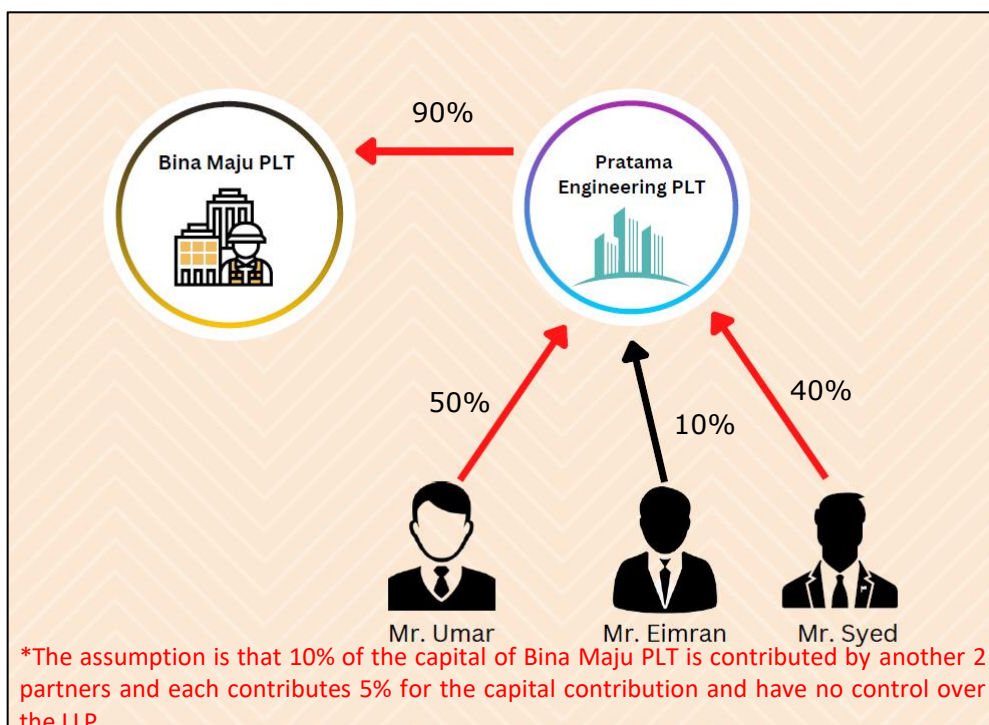 90%
Bina Maju PLT
Pratama
Engineering PLT
50%
10%
40%
Mr. Umar
Mr. Eimran
Mr. Syed
*The assumption is that 10% of the capital of Bina Maju PLT is contributed by another 2
partners and each contributes 5% for the capital contribution and have no control over
the LLP